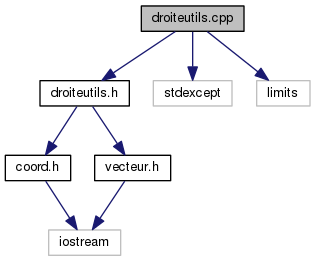 droiteutils.cpp
droiteutils.h
stdexcept
limits
coord.h
vecteur.h
iostream